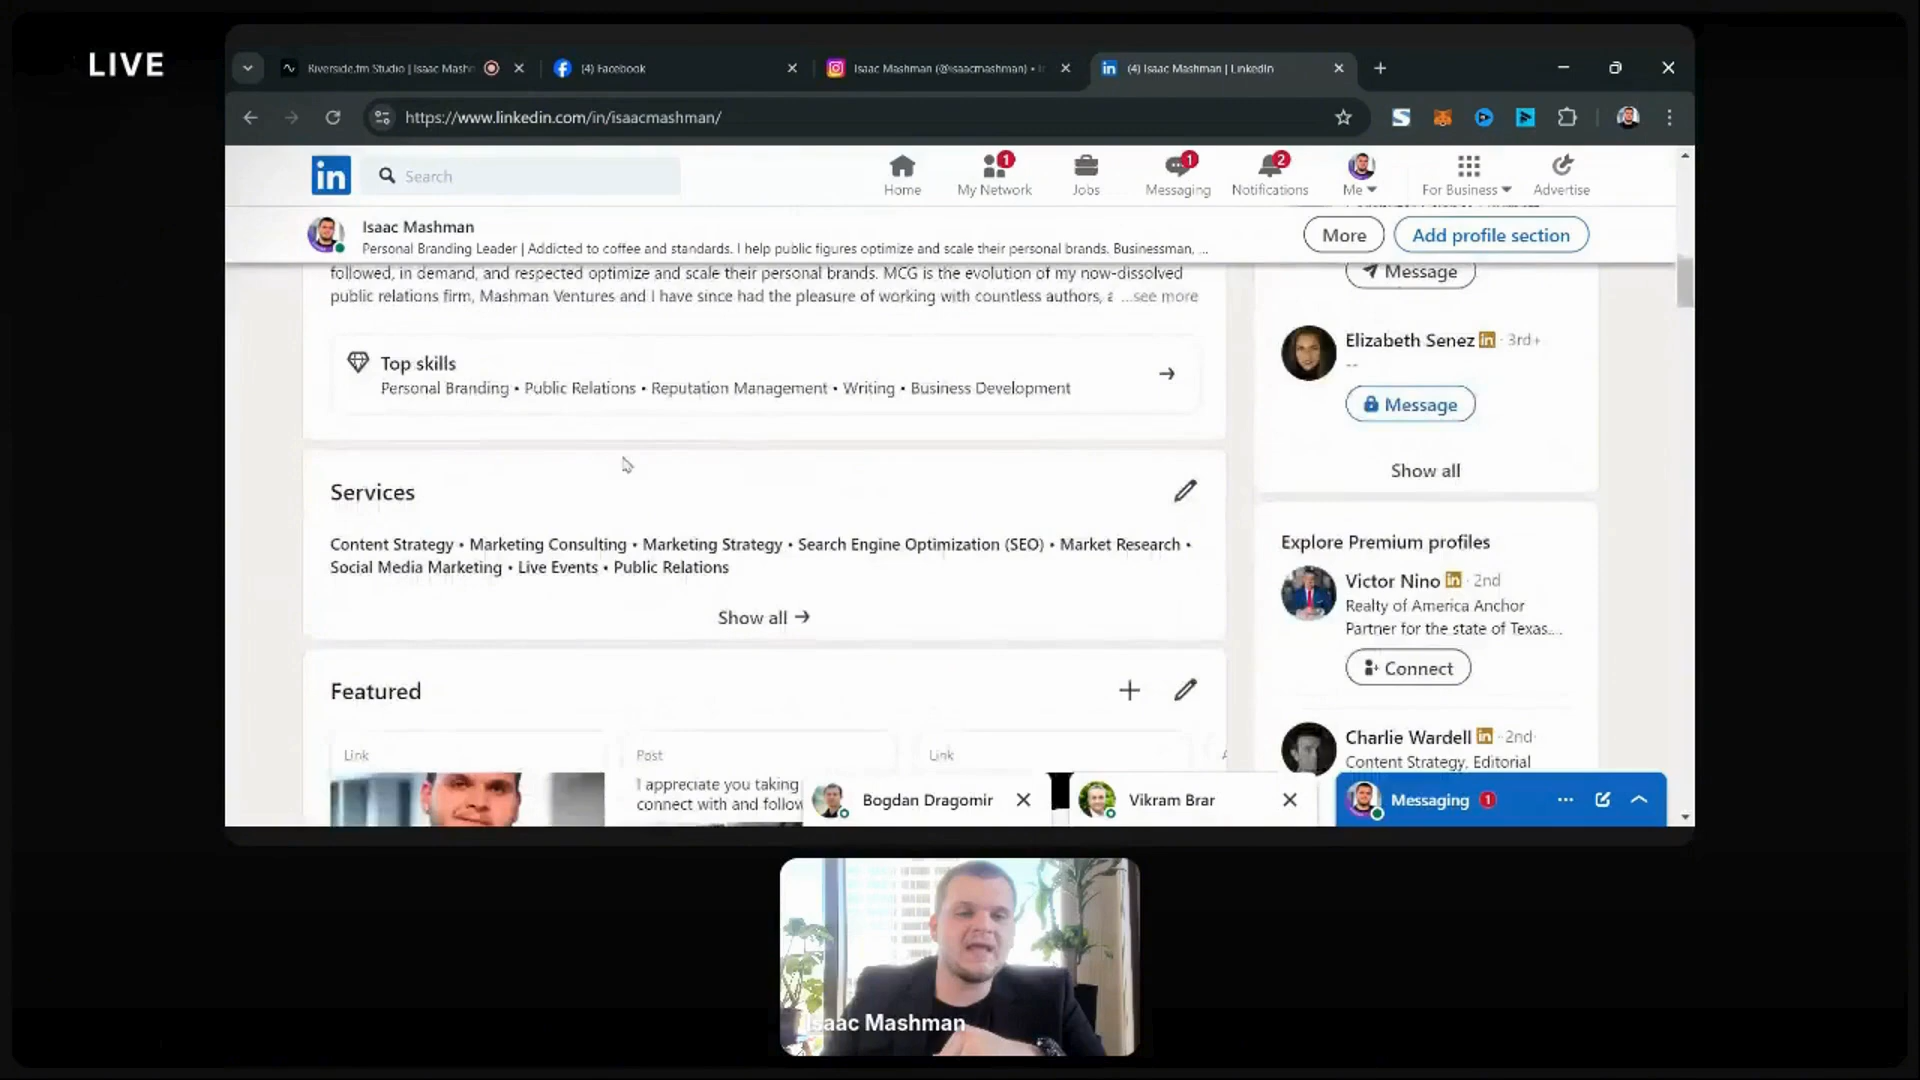 LIVE
Riverside.fm Studio | Isaac Mash
(4) Facebook
Isaac Mashman (@isaacmashman) •
(4) Isaac Mashman | LinkedIn
https://www.linkedin.com/in/isaacmashman/
in
Search
Home
1
My Network
Jobs
1
Messaging
2
Notifications
Me
For Business
Advertise
Isaac Mashman
Personal Branding Leader | Addicted to coffee and standards. I help public figures optimize and scale their personal brands. Businessman, ...
More
Add profile section
followed, in demand, and respected optimize and scale their personal brands. MCG is the evolution of my now-dissolved
public relations firm, Mashman Ventures and I have since had the pleasure of working with countless authors, a ...see more
Top skills
Personal Branding • Public Relations • Reputation Management • Writing • Business Development
Services
Content Strategy • Marketing Consulting • Marketing Strategy • Search Engine Optimization (SEO) • Market Research •
Social Media Marketing • Live Events • Public Relations
Show all
Featured
Link
Post
Link
I appreciate you taking
connect with and follow
Message
Elizabeth Senez in · 3rd+
--
Message
Show all
Explore Premium profiles
Victor Nino in · 2nd
Realty of America Anchor
Partner for the state of Texas....
Connect
Charlie Wardell in · 2nd
Content Strategy, Editorial
Bogdan Dragomir
Vikram Brar
Messaging 1
Isaac Mashman